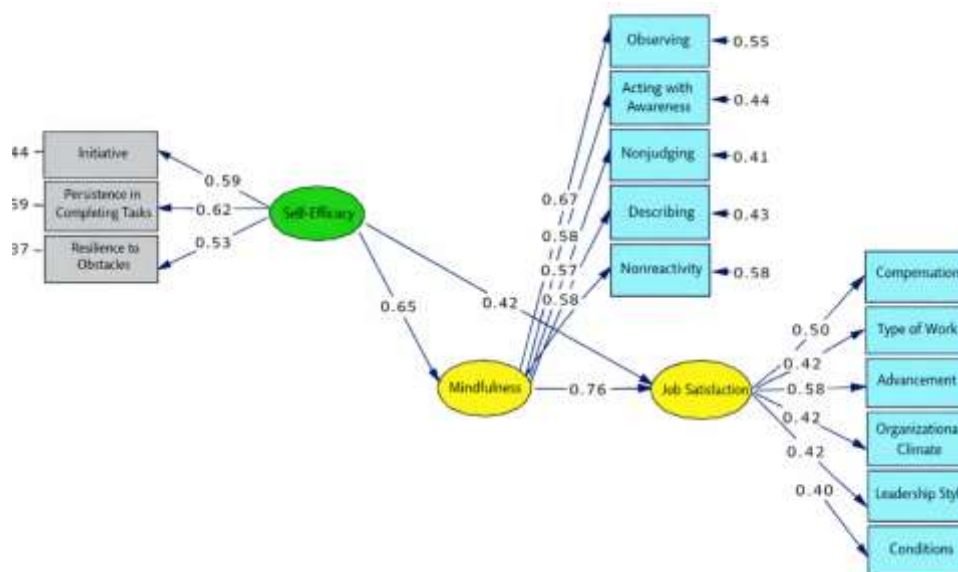 Observing
0.55
Acting with
Awareness
0.44
Nonjudging
0.41
Describing
0.43
Nonreactivity
0.58
44
Initiative
59
Persistence in
Completing Tasks
37
Resilience to
Obstacles
0.59
0.62
0.53
Self-Efficacy
0.67
0.58
0.57
0.58
0.65
0.42
Mindfulness
0.76
Job Satisfaction
0.50
0.42
0.58
0.42
0.42
0.40
Compensation
Type of Work
Advancement
Organizationa
Climate
Leadership Styl
Conditions